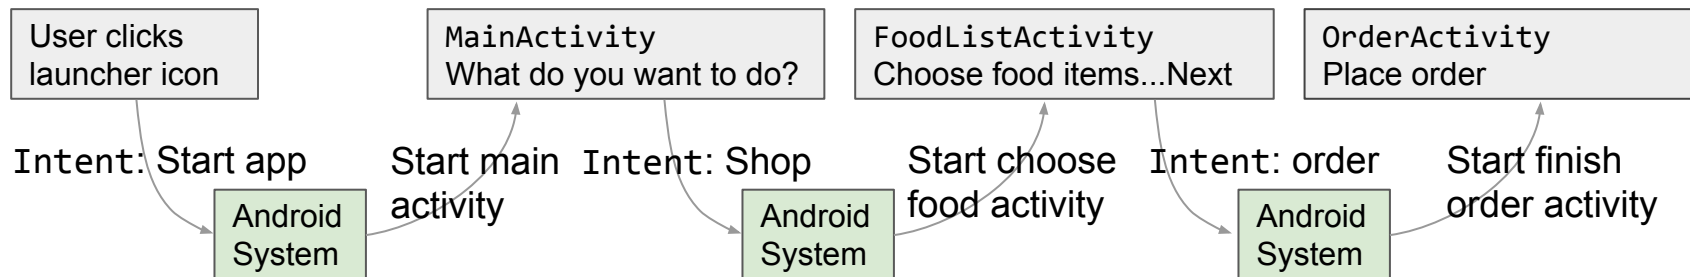 User clicks
launcher icon
MainActivity
What do you want to do?
FoodListActivity
Choose food items...Next
OrderActivity
Place order
Intent: Start app
Start main
activity
Intent: Shop
Start choose
food activity
Intent: order
Start finish
order activity
Android
System
Android
System
Android
System